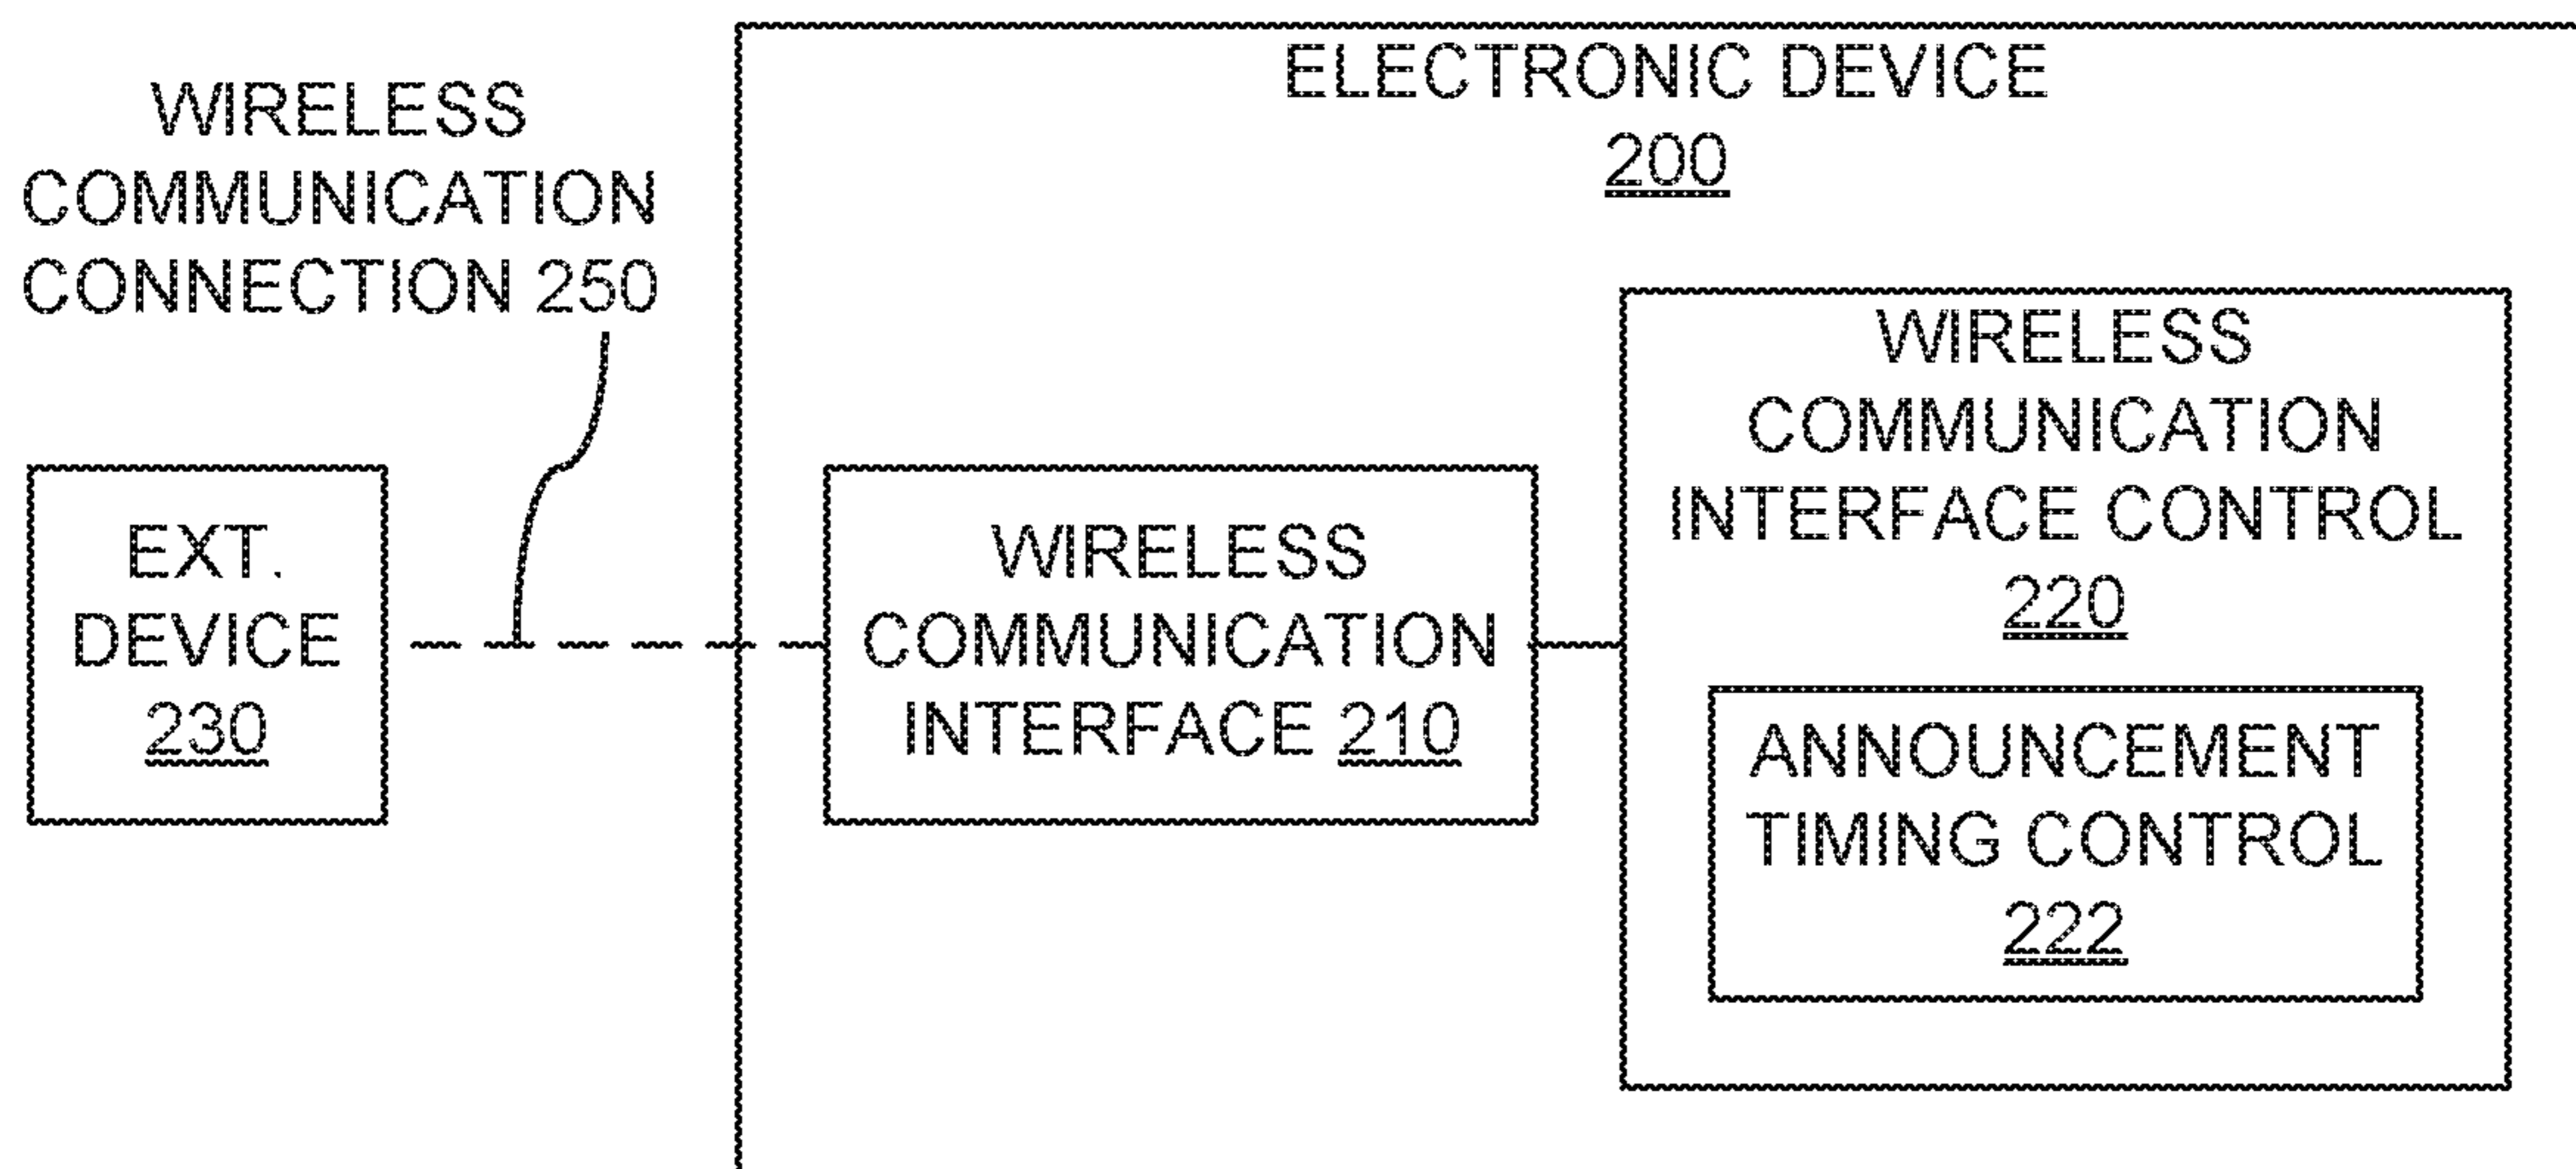 WIRELESS
COMMUNICATION
CONNECTION 250
ELECTRONIC DEVICE
200
EXT.
DEVICE
230
WIRELESS
COMMUNICATION
INTERFACE 210
WIRELESS
COMMUNICATION
INTERFACE CONTROL
220
ANNOUNCEMENT
TIMING CONTROL
222